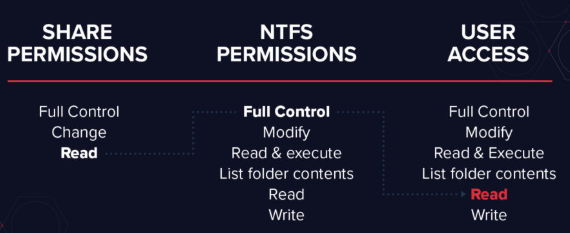 SHARE
PERMISSIONS
Full Control
Change
Read
NTFS
PERMISSIONS
Full Control
Modify
Read & execute
List folder contents
Read
Write
USER
ACCESS
Full Control
Modify
Read & Execute
List folder contents
Read
Write